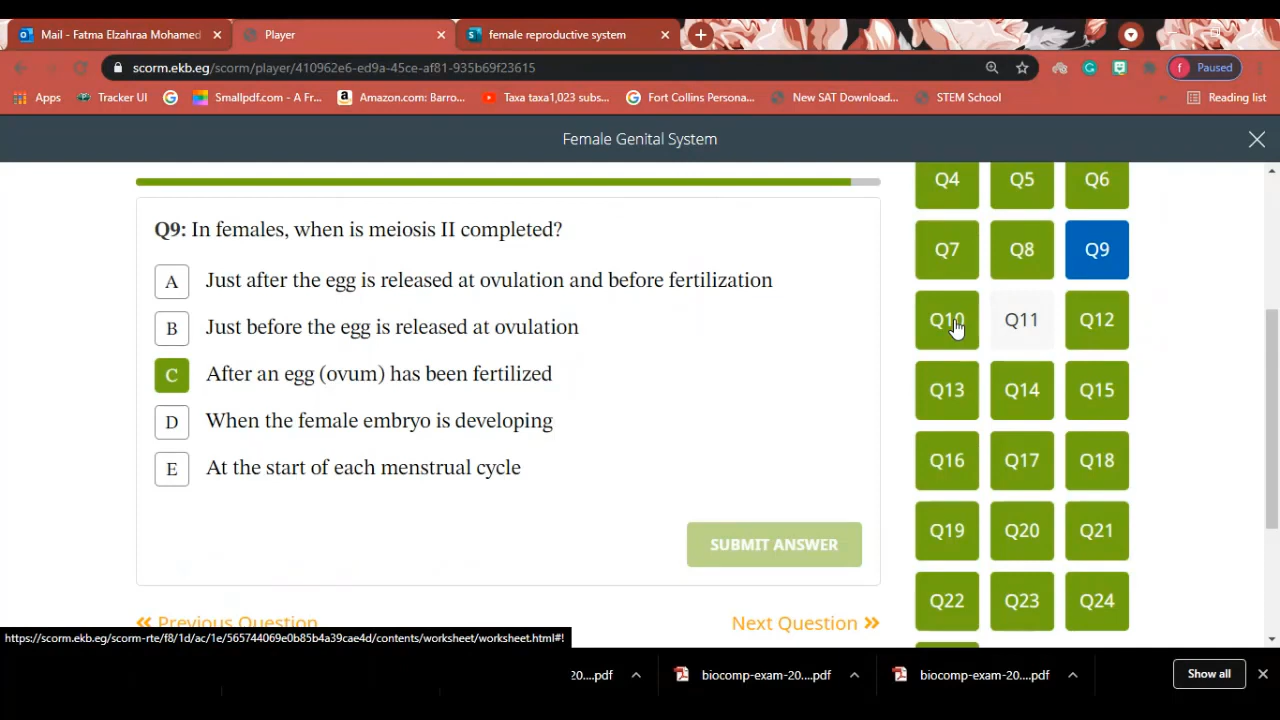 Mail - Fatma Elzahraa Mohamed
Player
female reproductive system
scorm.ekb.eg/scorm/player/410962e6-ed9a-45ce-af81-935b69f23615
f Paused
Apps
Tracker UI
Smallpdf.com - A Fr...
Amazon.com: Barro...
Taxa taxa1,023 subs...
Fort Collins Persona...
New SAT Download...
STEM School
Reading list
Female Genital System
Q4 Q5 Q6
Q9: In females, when is meiosis II completed?
Q7 Q8 Q9
A Just after the egg is released at ovulation and before fertilization
B Just before the egg is released at ovulation
Q10 Q11 Q12
C After an egg (ovum) has been fertilized
Q13 Q14 Q15
D When the female embryo is developing
E At the start of each menstrual cycle
Q16 Q17 Q18
SUBMIT ANSWER
Q19 Q20 Q21
Q22 Q23 Q24
Previous Question
Next Question
https://scorm.ekb.eg/scorm-rte/f8/1d/ac/1e/565744069e0b85b4a39cae4d/contents/worksheet/worksheet.html#!
20....pdf
biocomp-exam-20....pdf
biocomp-exam-20....pdf
Show all